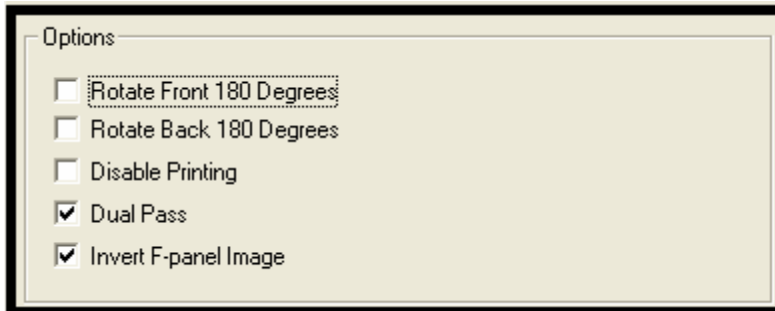 Options
Rotate Front 180 Degrees
Rotate Back 180 Degrees
Disable Printing
Dual Pass
Invert F-panel Image